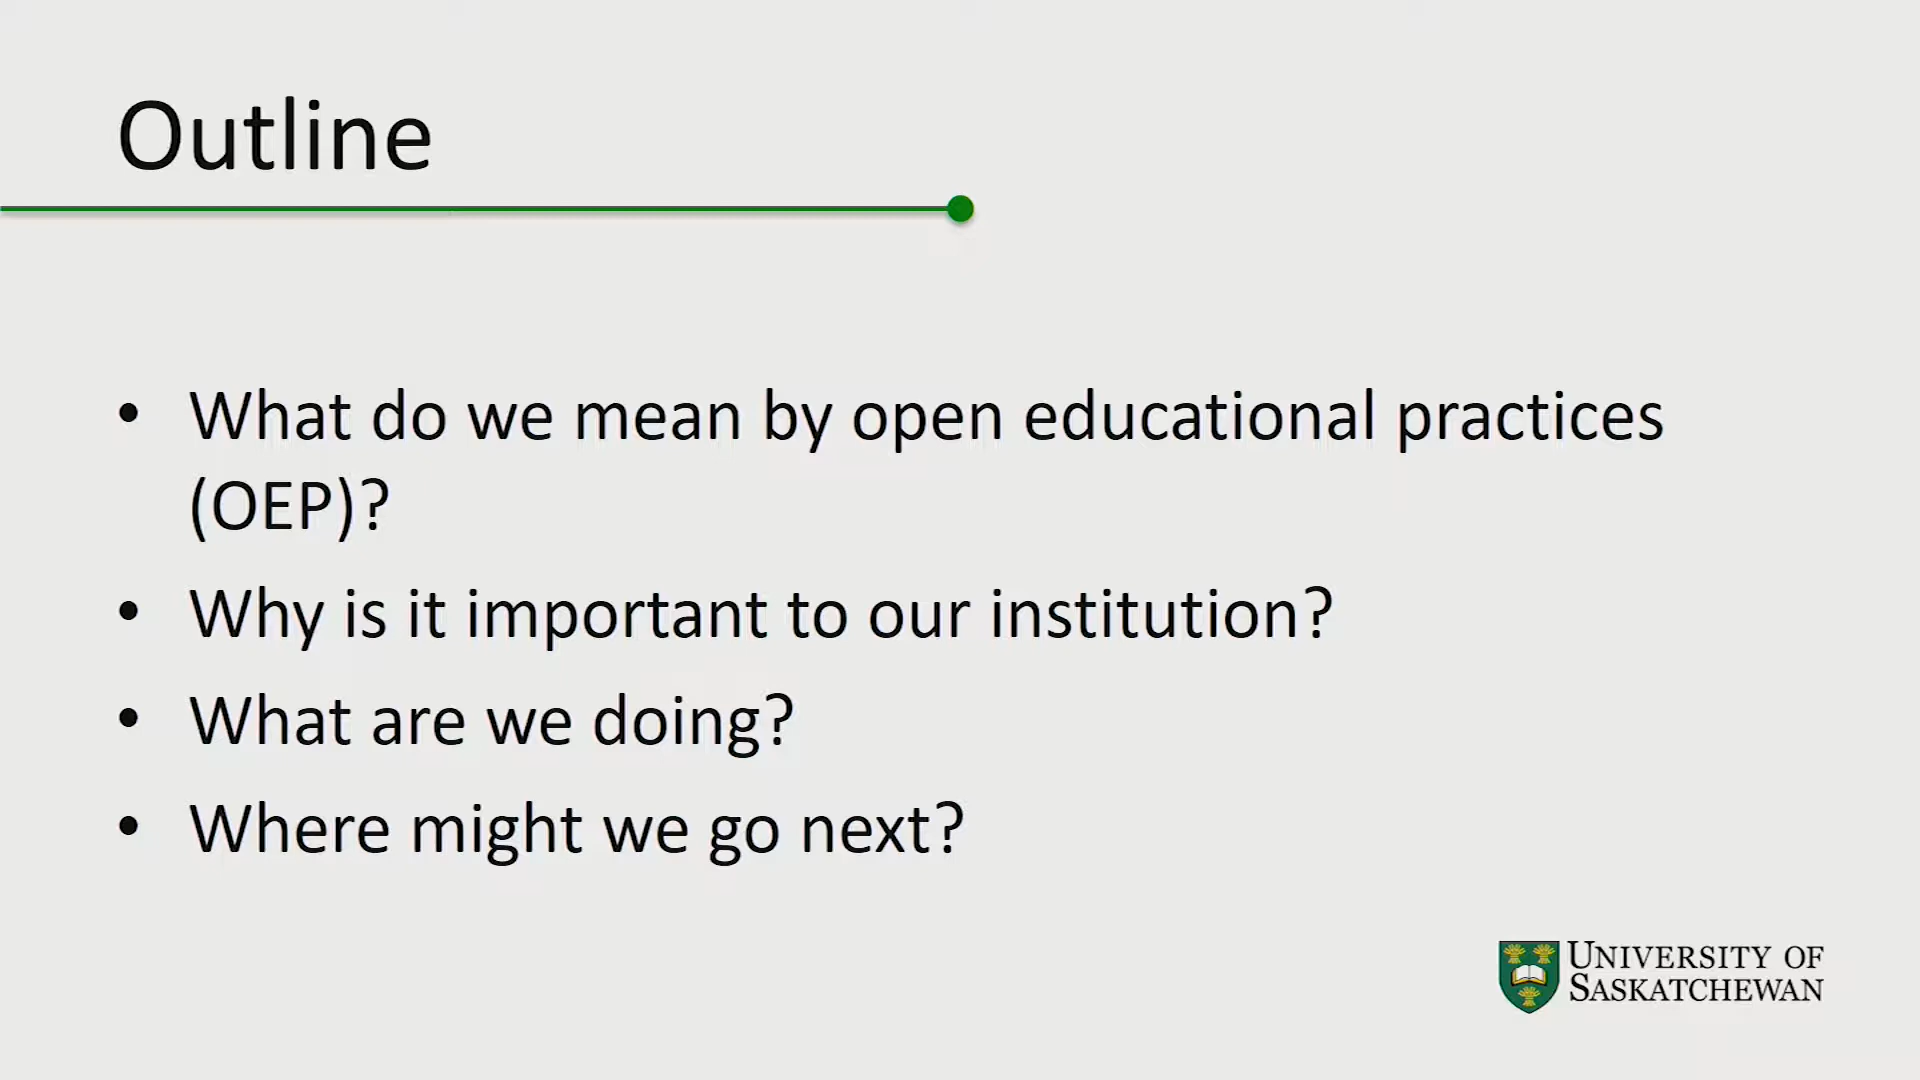 Outline
• What do we mean by open educational practices
(OEP)?
• Why is it important to our institution?
• What are we doing?
• Where might we go next?
UNIVERSITY OF
SASKATCHEWAN